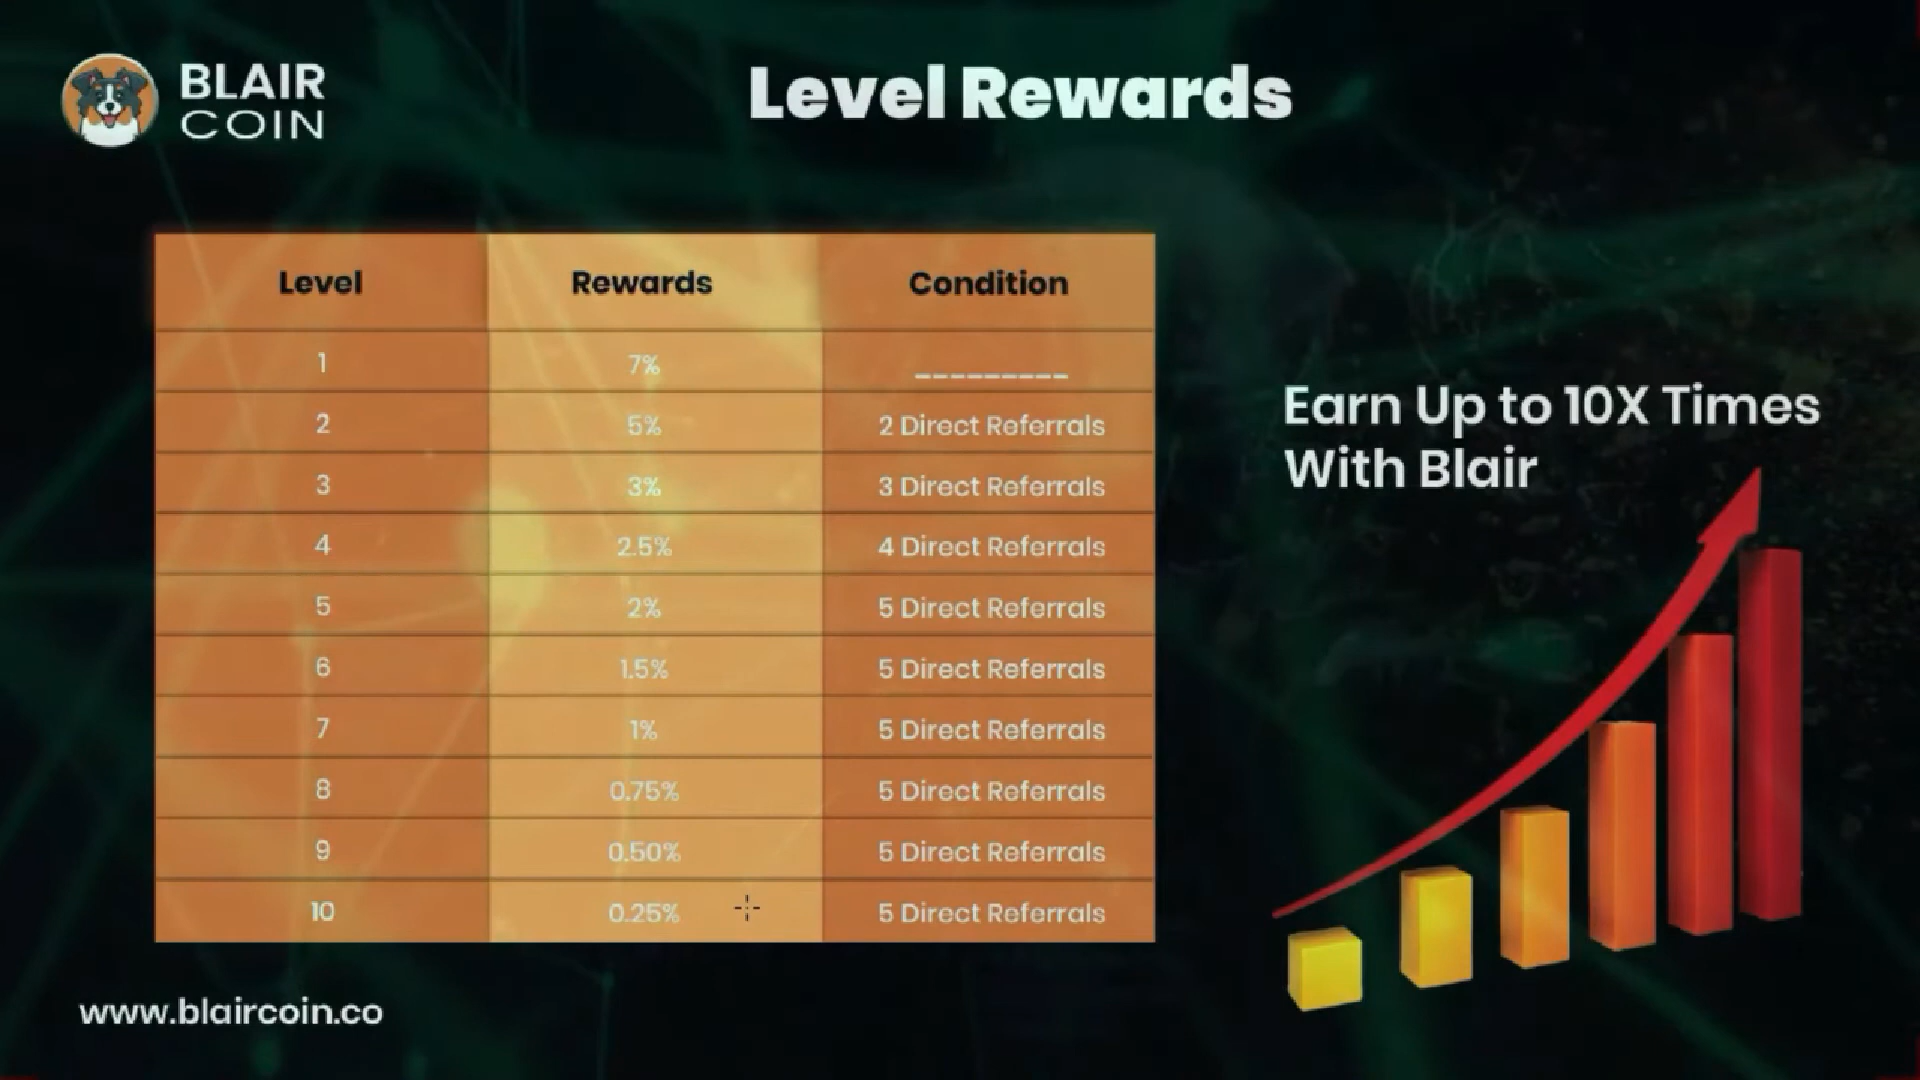 BLAIR
COIN
Level Rewards
Level Rewards Condition
1 7% _________
2 5% 2 Direct Referrals
3 3% 3 Direct Referrals
4 2.5% 4 Direct Referrals
5 2% 5 Direct Referrals
6 1.5% 5 Direct Referrals
7 1% 5 Direct Referrals
8 0.75% 5 Direct Referrals
9 0.50% 5 Direct Referrals
10 0.25% 5 Direct Referrals
Earn Up to 10X Times
With Blair
www.blaircoin.co